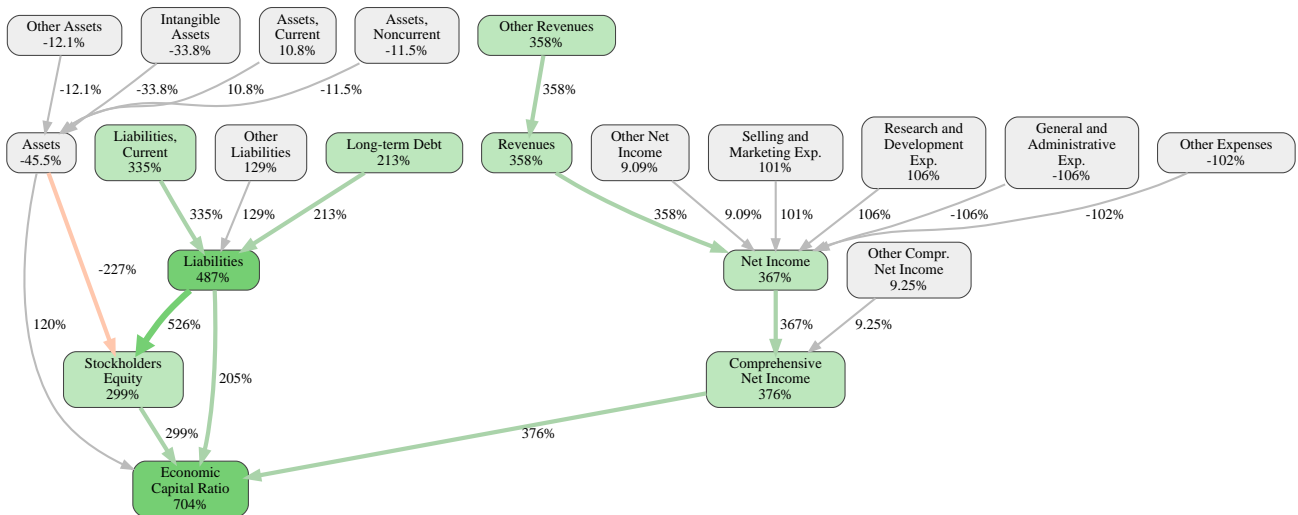 Other Assets
-12.1%
Intangible
Assets
-33.8%
Assets,
Current
10.8%
Assets,
Noncurrent
-11.5%
Other Revenues
358%
-12.1%
-33.8%
10.8%
-11.5%
358%
Assets
-45.5%
Liabilities,
Current
335%
Other
Liabilities
129%
Long-term Debt
213%
Revenues
358%
Other Net
Income
9.09%
Selling and
Marketing Exp.
101%
Research and
Development
Exp.
106%
General and
Administrative
Exp.
-106%
Other Expenses
-102%
335%
129%
213%
358%
9.09%
101%
106%
-106%
-102%
-227%
Liabilities
487%
Net Income
367%
Other Compr.
Net Income
9.25%
120%
526%
205%
367%
9.25%
Stockholders
Equity
299%
Comprehensive
Net Income
376%
299%
376%
Economic
Capital Ratio
704%